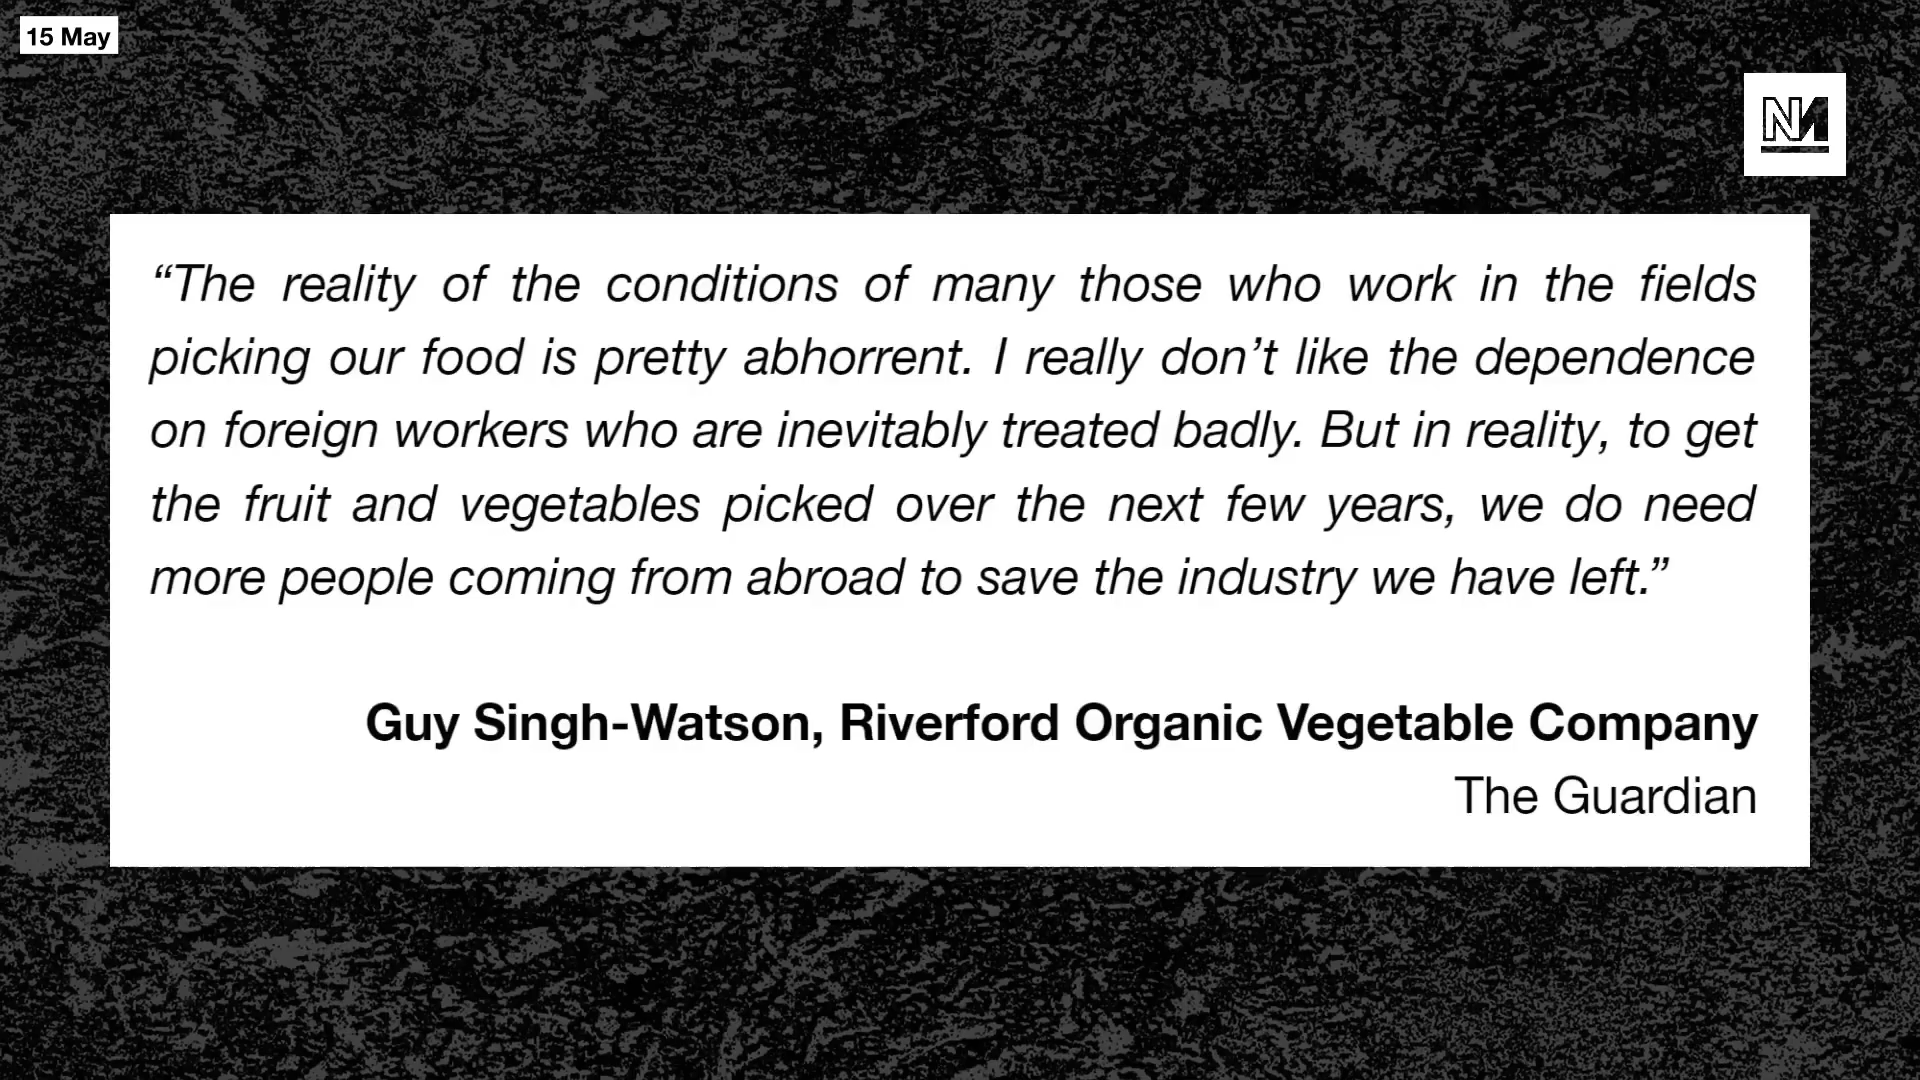 15 May
NM
“The reality of the conditions of many those who work in the fields
picking our food is pretty abhorrent. I really don’t like the dependence
on foreign workers who are inevitably treated badly. But in reality, to get
the fruit and vegetables picked over the next few years, we do need
more people coming from abroad to save the industry we have left.”
Guy Singh-Watson, Riverford Organic Vegetable Company
The Guardian